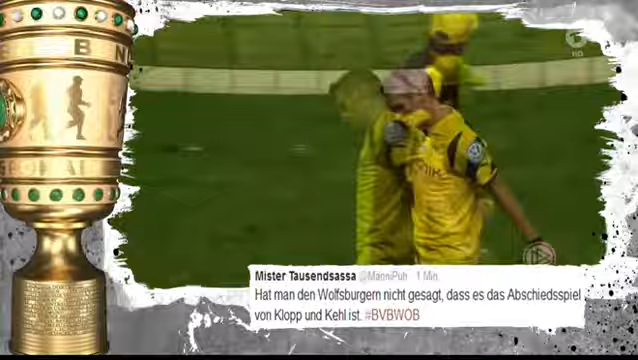 HD
B
Mister Tausendsassa @ManniPuh · 1 Min.
Hat man den Wolfsburgern nicht gesagt, dass es das Abschiedsspiel
von Klopp und Kehl ist. #BVBWOB